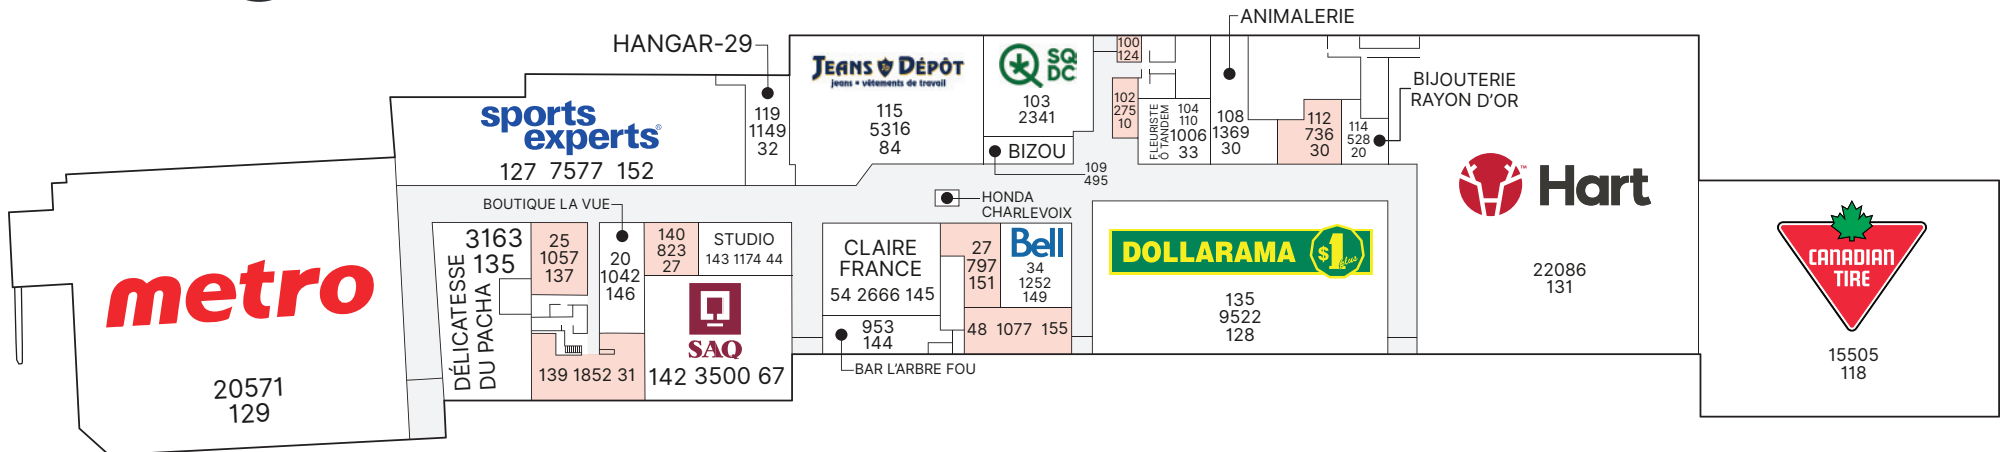 HANGAR-29
119
1149
32
sports
experts®
127 7577 152
JEANS DÉPÔT
jeans • vêtements de travail
115
5316
84
SQ
DC
103
2341
BIZOU
109
495
100
124
102
275
10
FLEURISTE
Ô TANDEM
104
110
1006
33
ANIMALERIE
108
1369
30
112
736
30
114
528
20
BIJOUTERIE
RAYON D'OR
metro
20571
129
DÉLICATESSE
DU PACHA
3163
135
25
1057
137
139 1852 31
BOUTIQUE LA VUE
20
1042
146
140
823
27
STUDIO
143 1174 44
SAQ
142 3500 67
HONDA
CHARLEVOIX
CLAIRE
FRANCE
54 2666 145
953
144
BAR L'ARBRE FOU
27
797
151
Bell
34
1252
149
48 1077 155
DOLLARAMA $1 plus
135
9522
128
Hart
22086
131
CANADIAN
TIRE
15505
118